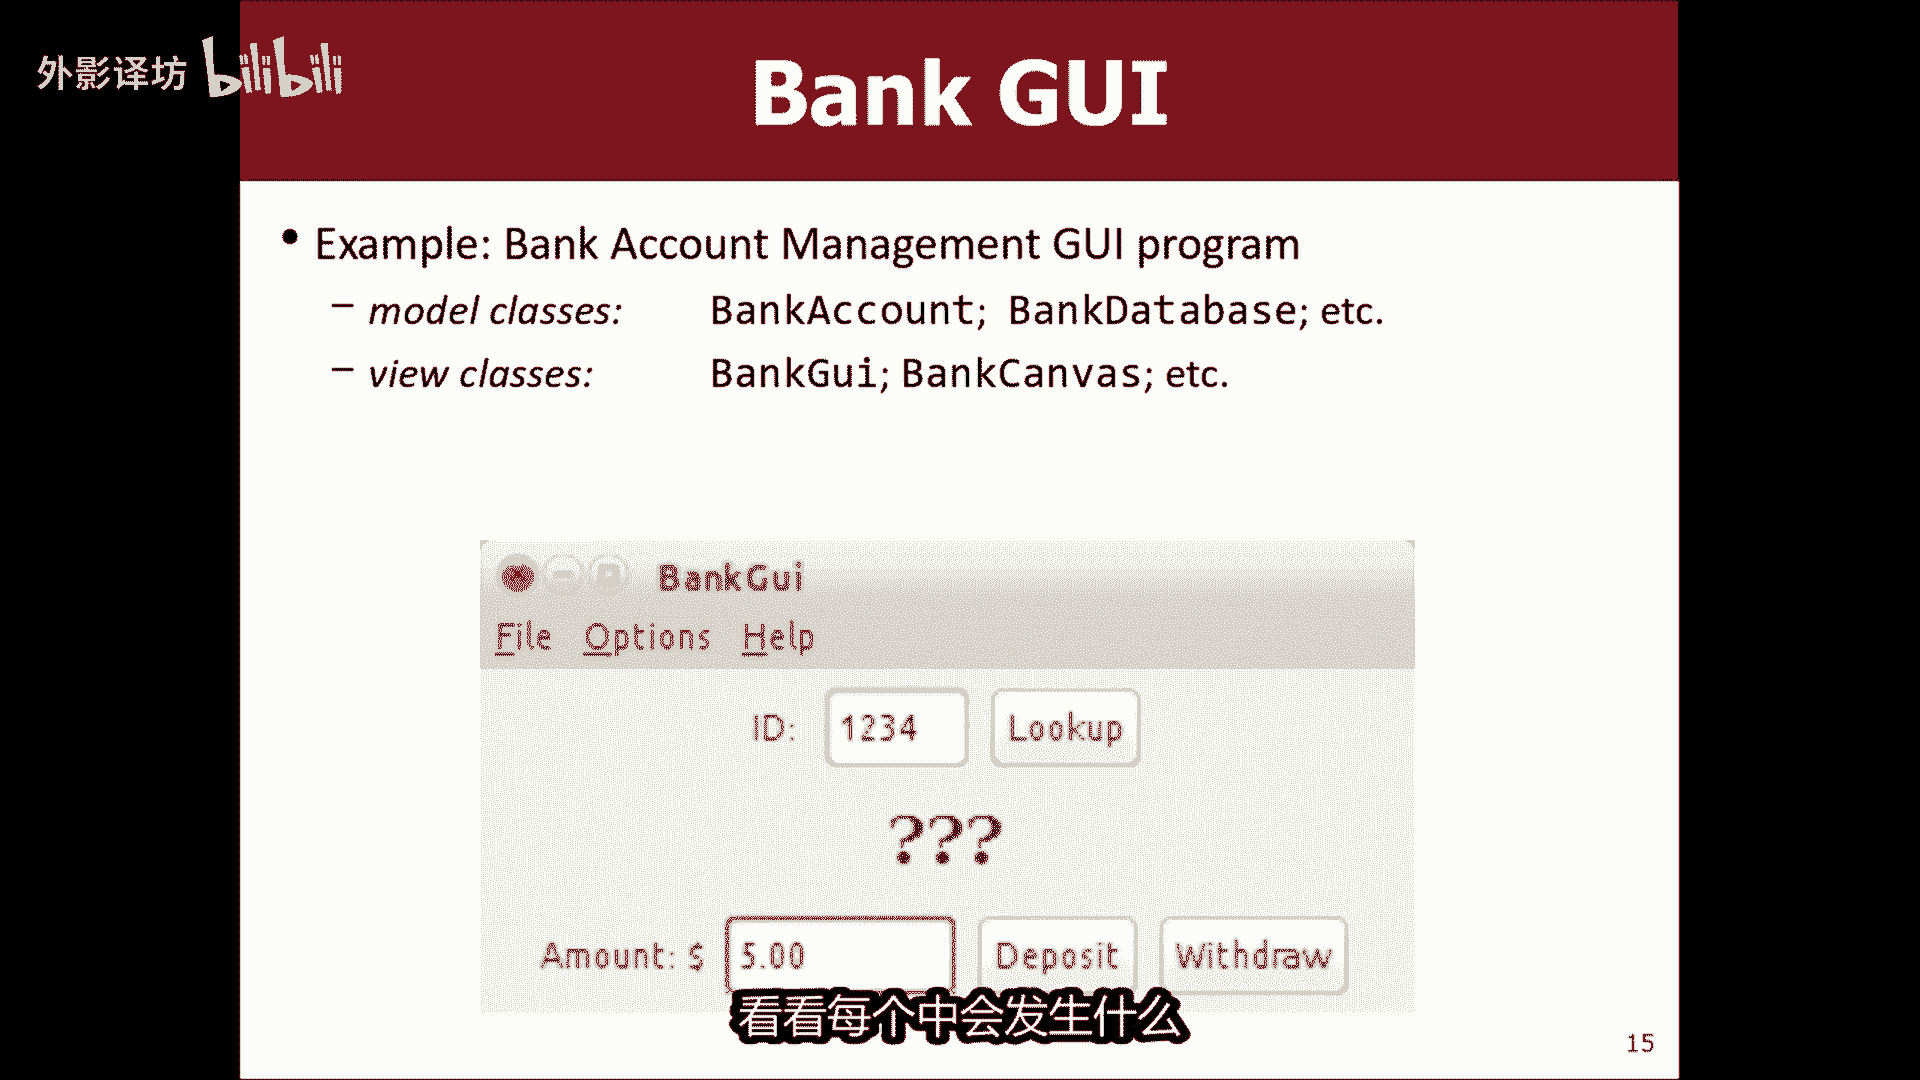 外影译坊 bilibili
Bank GUI
• Example: Bank Account Management GUI program
– model classes: BankAccount; BankDatabase; etc.
– view classes: BankGui; BankCanvas; etc.
BankGui
File Options Help
ID: 1234 Lookup
???
Amount: $ 5.00 Deposit Withdraw
看看每个中会发生什么
15